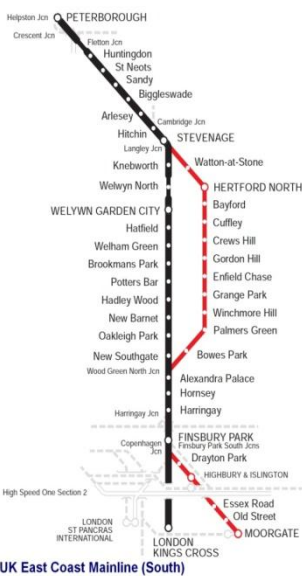 Helpston Jcn
PETERBOROUGH
Crescent Jcn
Fletton Jcn
Huntingdon
St Neots
Sandy
Biggleswade
Arlesey
Cambridge Jcn
Hitchin
STEVENAGE
Langley Jcn
Watton-at-Stone
Knebworth
Welwyn North
HERTFORD NORTH
Bayford
WELYWN GARDEN CITY
Cuffley
Hatfield
Crews Hill
Welham Green
Gordon Hill
Brookmans Park
Enfield Chase
Potters Bar
Grange Park
Hadley Wood
Winchmore Hill
New Barnet
Palmers Green
Oakleigh Park
Bowes Park
New Southgate
Wood Green North Jcn
Alexandra Palace
Hornsey
Harringay Jcn
Harringay
FINSBURY PARK
Copenhagen
Jcn
Finsbury Park South Jcns
Drayton Park
HIGHBURY & ISLINGTON
High Speed One Section 2
Essex Road
Old Street
LONDON
ST PANCRAS
INTERNATIONAL
MOORGATE
LONDON
KINGS CROSS
UK East Coast Mainline (South)